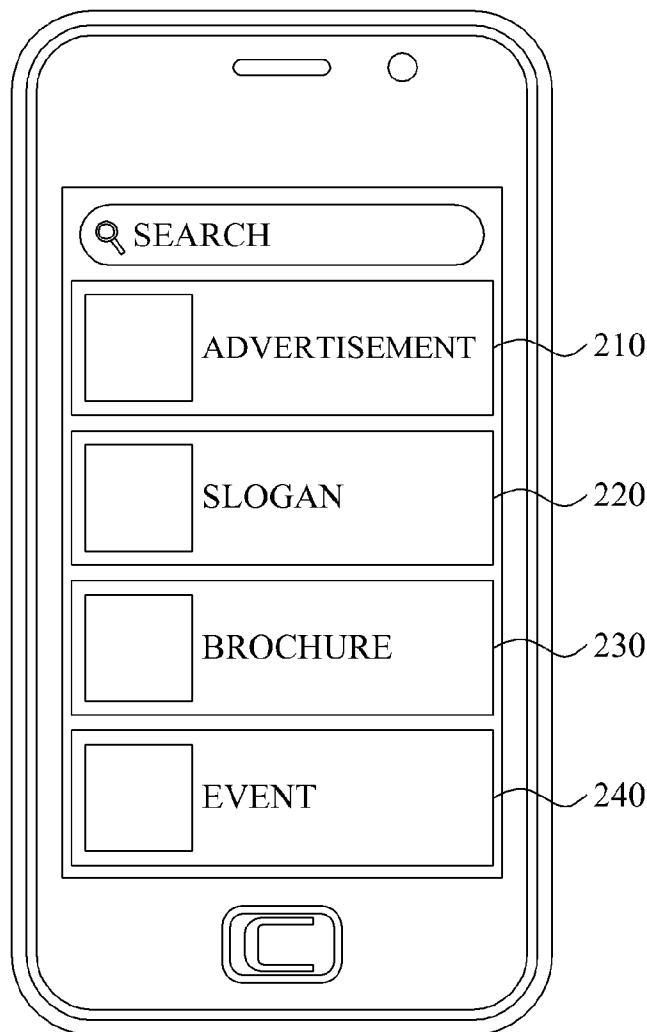 SEARCH
ADVERTISEMENT 210
SLOGAN 220
BROCHURE 230
EVENT 240